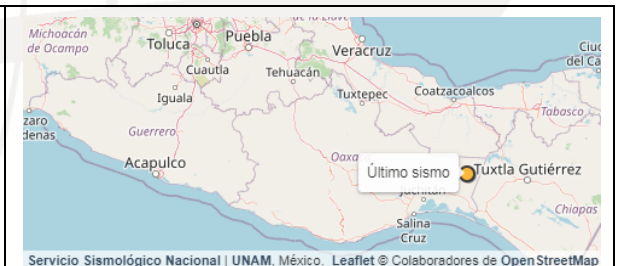 Michoacán
de Ocampo
Toluca
Puebla
Veracruz
Cuautla
Tehuacán
Iguala
Tuxtepec
Coatzacoalcos
Tabasco
Guerrero
Acapulco
Último sismo
Tuxtla Gutiérrez
Salina
Cruz
Chiapas
Servicio Sismológico Nacional | UNAM, México. Leaflet © Colaboradores de OpenStreetMap